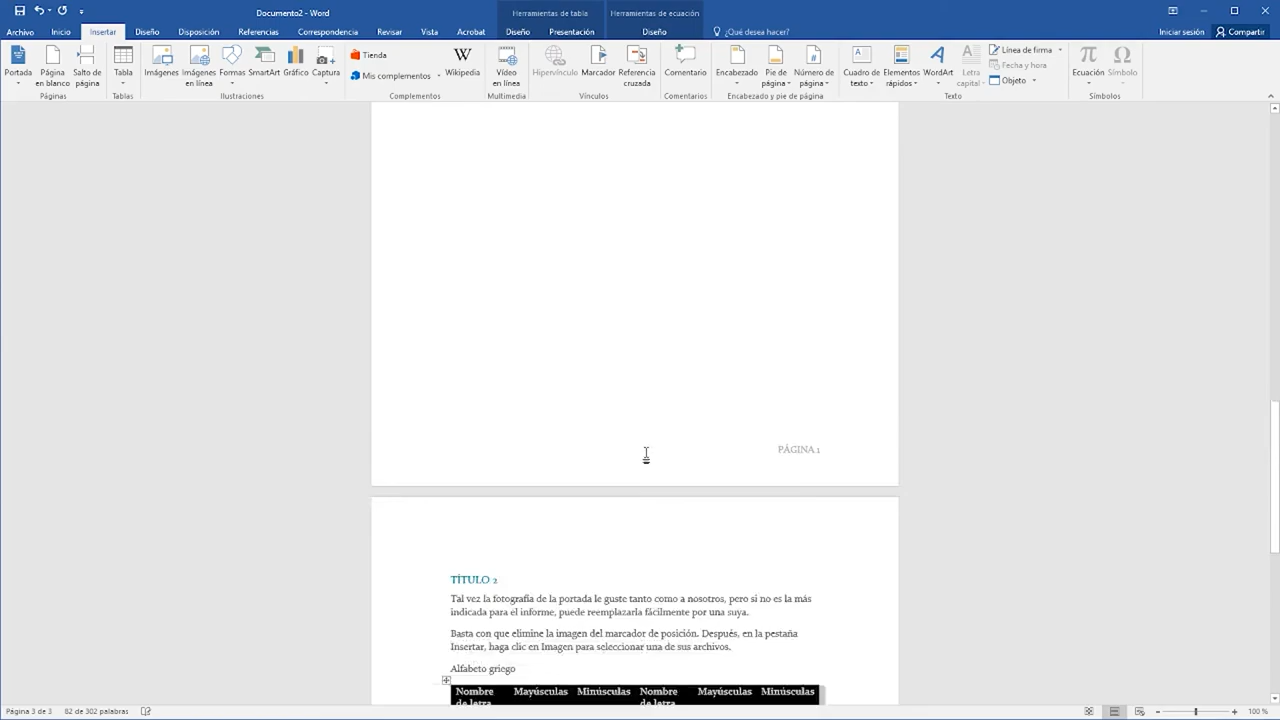 Documento2 - Word
Herramientas de tabla
Herramientas de ecuación
Archivo
Inicio
Insertar
Diseño
Disposición
Referencias
Correspondencia
Revisar
Vista
Acrobat
Diseño
Presentación
Diseño
¿Qué desea hacer?
Iniciar sesión
Compartir
Portada
Página
en blanco
Salto de
página
Tabla
Imágenes
Imágenes
en línea
Formas
SmartArt
Gráfico
Captura
Tienda
Mis complementos
W
Wikipedia
Vídeo
en línea
Hipervínculo
Marcador
Referencia
cruzada
Comentario
Encabezado
Pie de
página
Número de
página
Cuadro de
texto
Elementos
rápidos
WordArt
Letra
capital
Línea de firma
Fecha y hora
Objeto
π
Ecuación
Ω
Símbolo
Páginas
Tablas
Ilustraciones
Complementos
Multimedia
Vínculos
Comentarios
Encabezado y pie de página
Texto
Símbolos
PÁGINA 1
TÍTULO 2
Tal vez la fotografía de la portada le guste tanto como a nosotros, pero si no es la más
indicada para el informe, puede reemplazarla fácilmente por una suya.
Basta con que elimine la imagen del marcador de posición. Después, en la pestaña
Insertar, haga clic en Imagen para seleccionar una de sus archivos.
Alfabeto griego
Nombre de letra Mayúsculas Minúsculas Nombre de letra Mayúsculas Minúsculas
Página 3 de 3
82 de 302 palabras
100 %